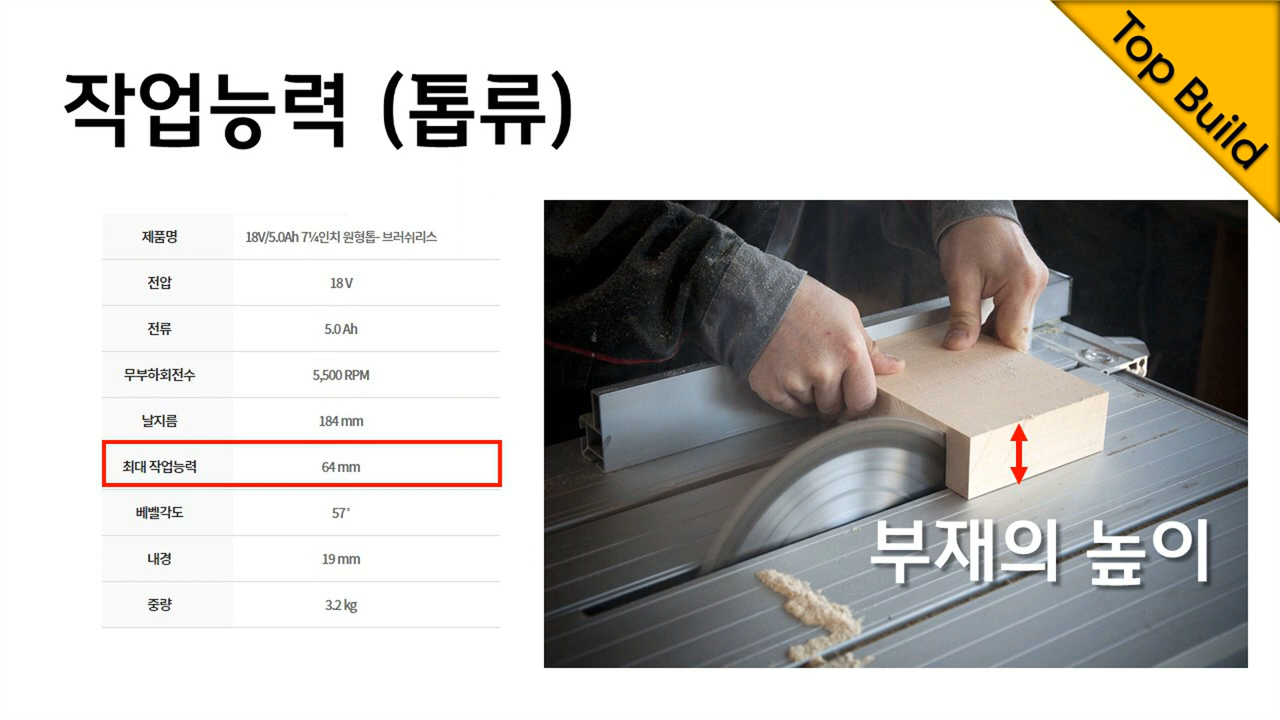 작업능력 (톱류)
Top Build
제품명 18V/5.0Ah 7¼인치 원형톱- 브러쉬리스
전압 18 V
전류 5.0 Ah
무부하회전수 5,500 RPM
날지름 184 mm
최대 작업능력 64 mm
베벨각도 57°
내경 19 mm
중량 3.2 kg
부재의 높이